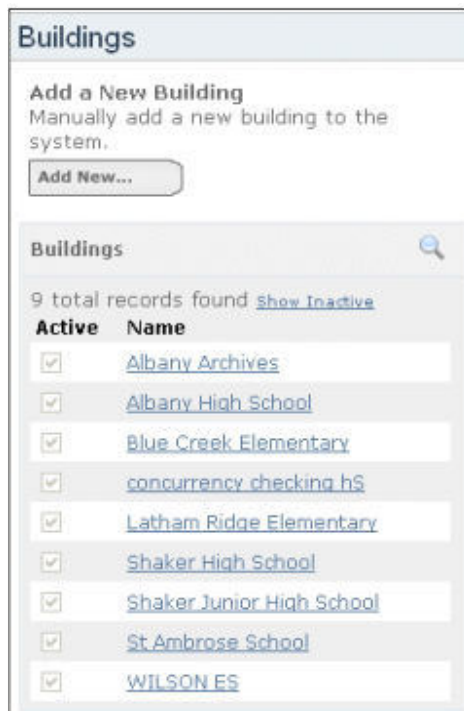 Buildings
Add a New Building
Manually add a new building to the
system.
Add New...
Buildings
9 total records found Show Inactive
Active Name
Albany Archives
Albany High School
Blue Creek Elementary
concurrency checking hS
Latham Ridge Elementary
Shaker High School
Shaker Junior High School
St Ambrose School
WILSON ES